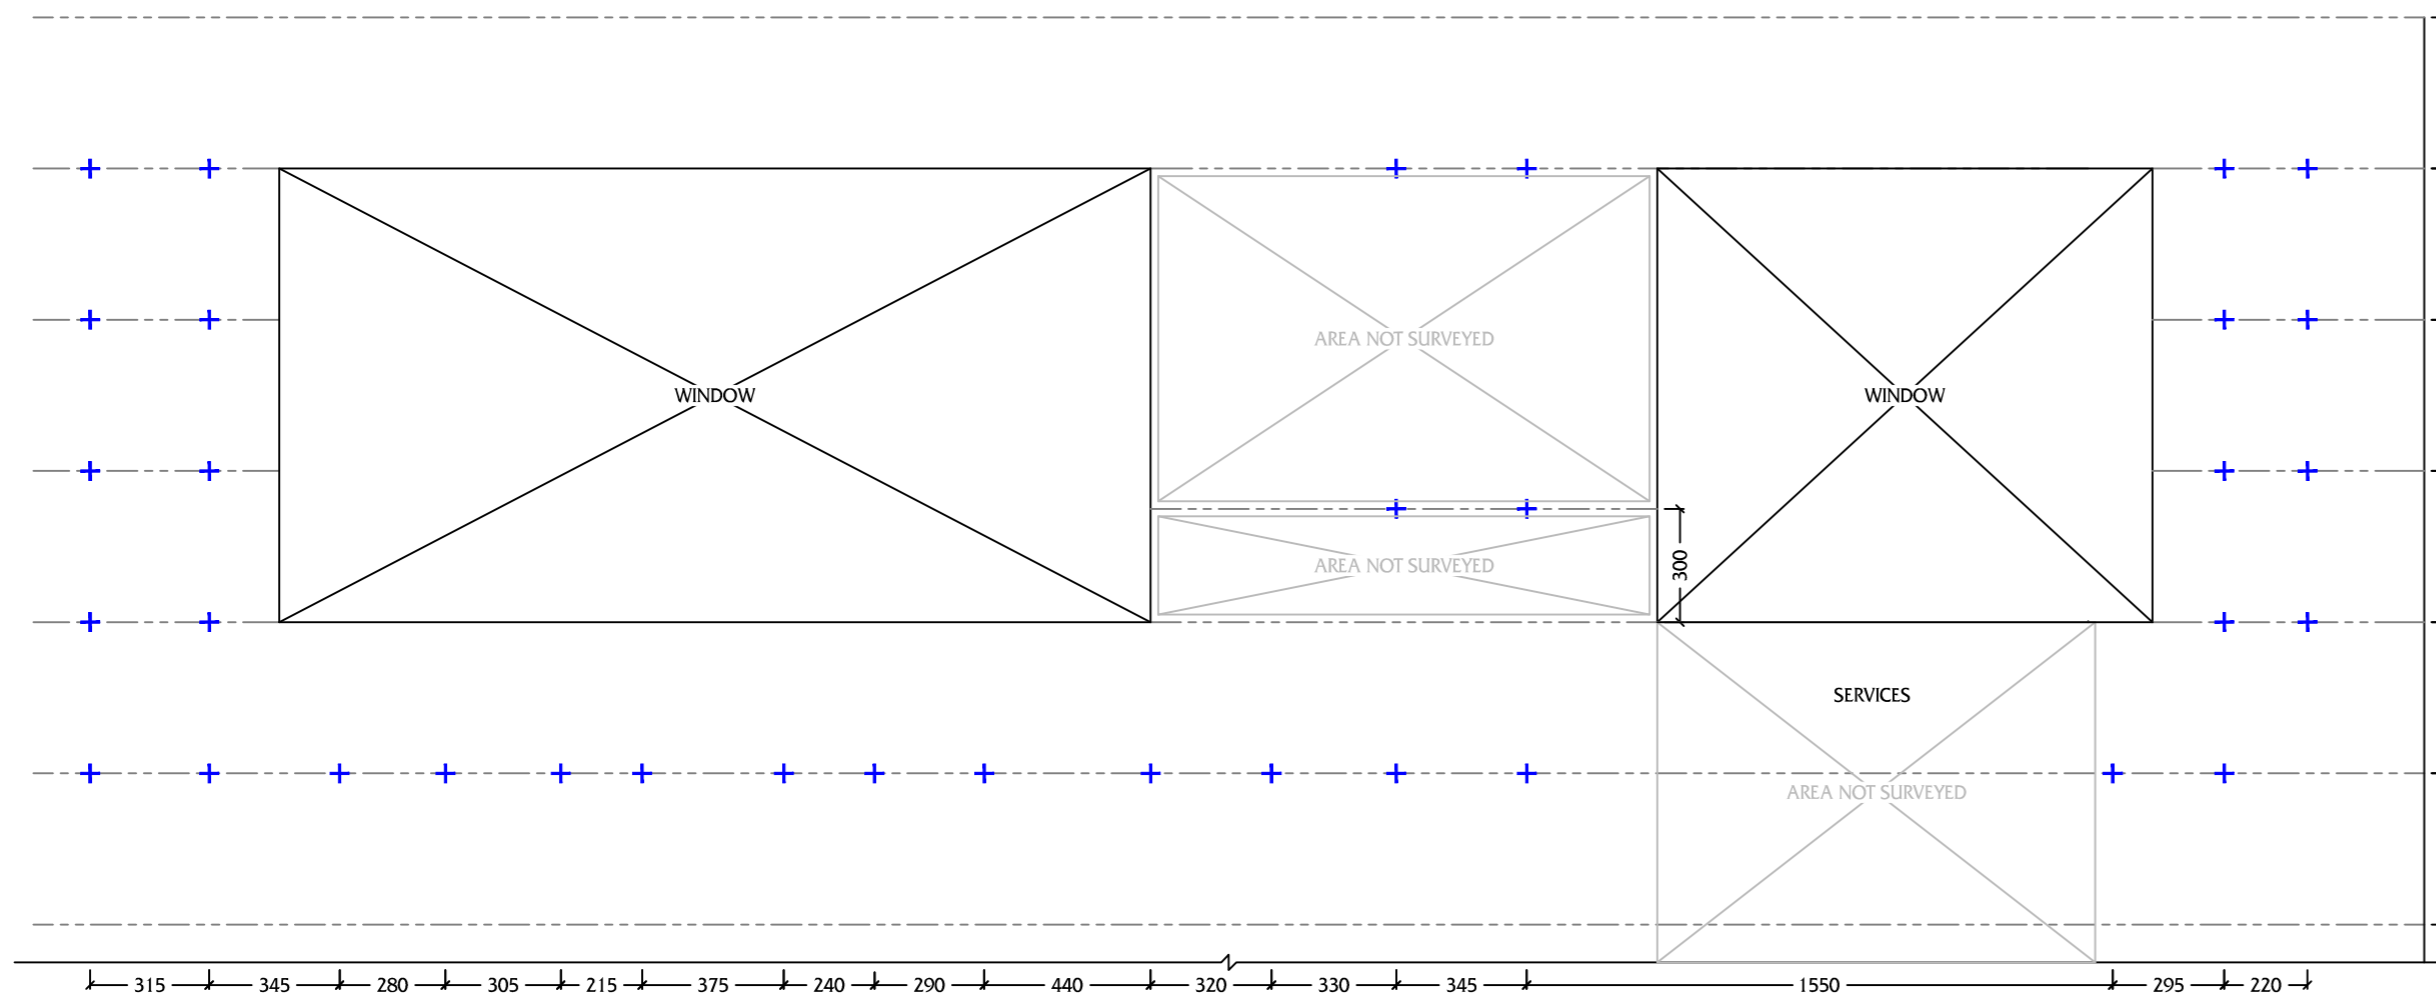 AREA NOT SURVEYED
WINDOW
WINDOW
AREA NOT SURVEYED
300
SERVICES
AREA NOT SURVEYED
315 345 280 305 215 375 240 290 440 320 330 345 1550 295 220